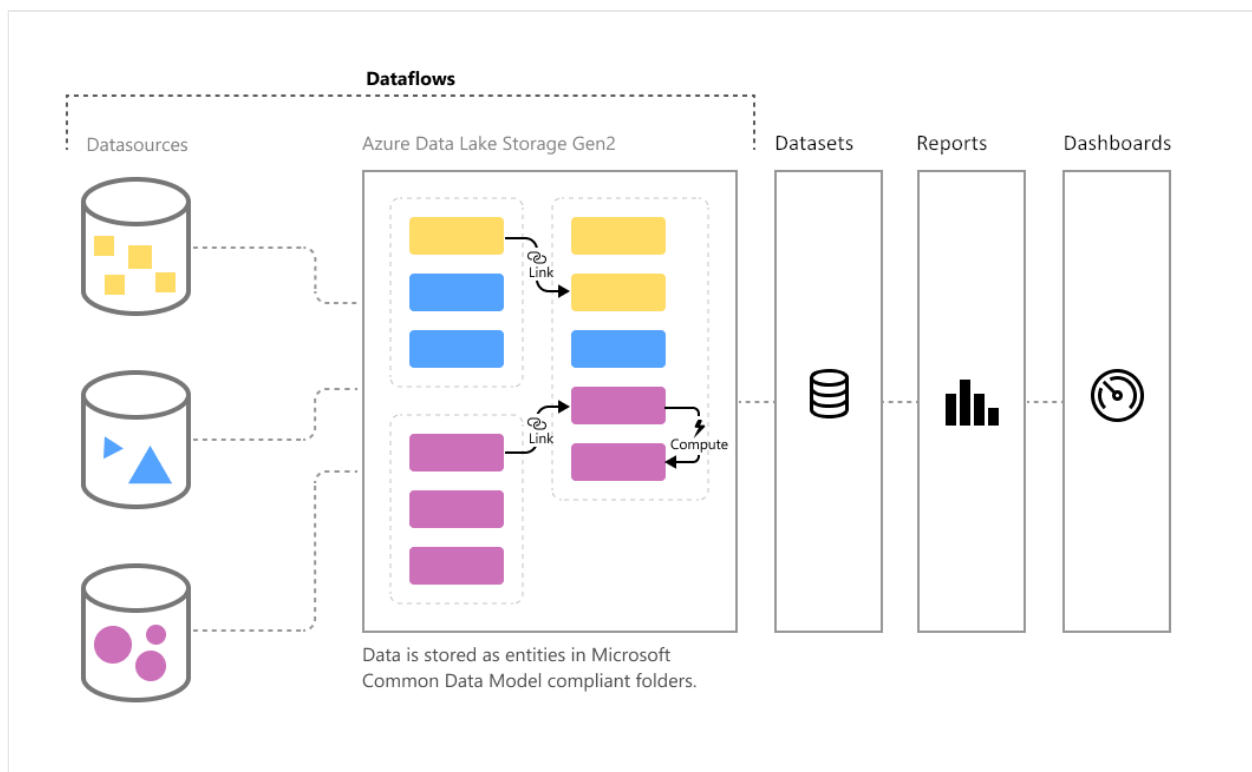 Dataflows
Datasources
Azure Data Lake Storage Gen2
Datasets
Reports
Dashboards
Link
Link
Compute
Data is stored as entities in Microsoft
Common Data Model compliant folders.